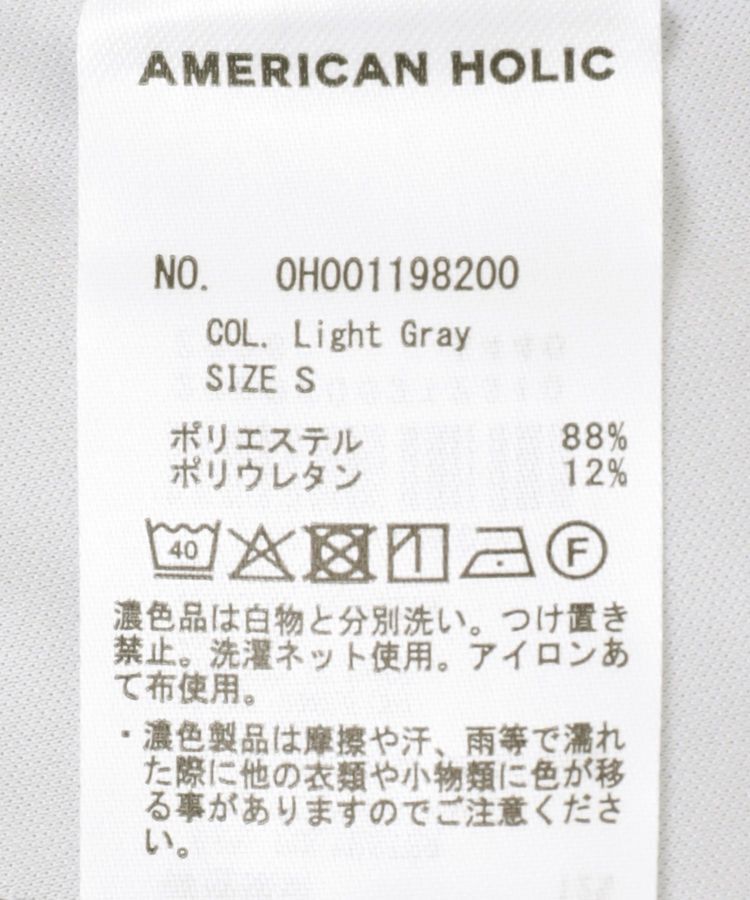 AMERICAN HOLIC
NO. 0H001198200
COL. Light Gray
SIZE S
ポリエステル 88%
ポリウレタン 12%
40 F
濃色品は白物と分別洗い。つけ置き
禁止。洗濯ネット使用。アイロンあ
て布使用。
・濃色製品は摩擦や汗、雨等で濡れ
た際に他の衣類や小物類に色が移
る事がありますのでご注意くださ
い。